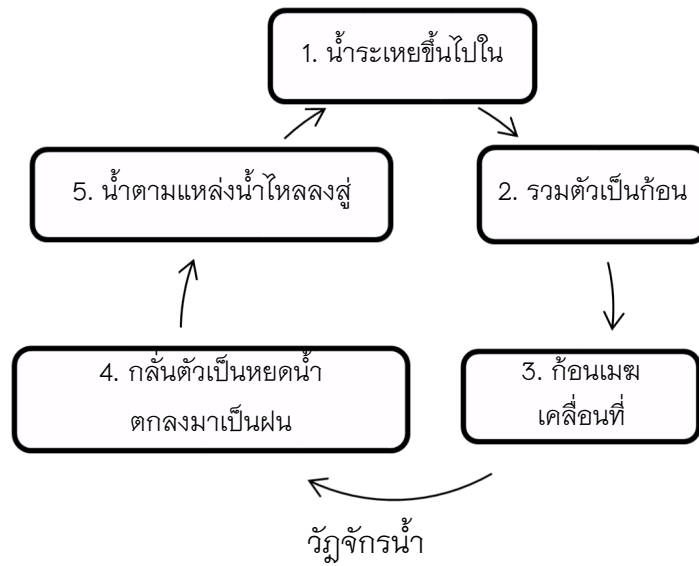 1. น้ำระเหยขึ้นไปใน
2. รวมตัวเป็นก้อน
3. ก้อนเมฆ
เคลื่อนที่
4. กลั่นตัวเป็นหยดน้ำ
ตกลงมาเป็นฝน
5. น้ำตามแหล่งน้ำไหลลงสู่
วัฎจักรน้ำ